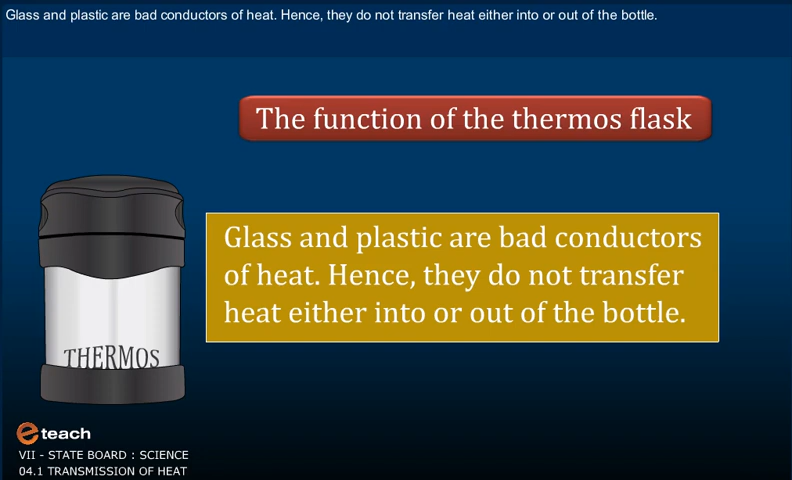 Glass and plastic are bad conductors of heat. Hence, they do not transfer heat either into or out of the bottle.
The function of the thermos flask
Glass and plastic are bad conductors
of heat. Hence, they do not transfer
heat either into or out of the bottle.
THERMOS
e teach
VII - STATE BOARD : SCIENCE
04.1 TRANSMISSION OF HEAT